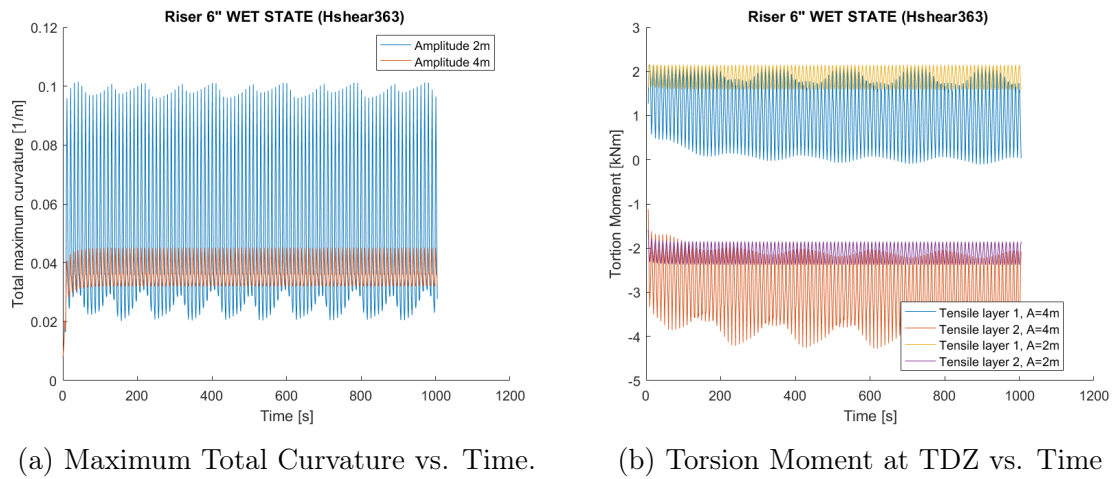 Riser 6" WET STATE (Hshear363)
0.12
0.1
0.08
0.06
0.04
0.02
0
Total maximum curvature [1/m]
Amplitude 2m
Amplitude 4m
0 200 400 600 800 1000 1200
Time [s]
(a) Maximum Total Curvature vs. Time.
Riser 6" WET STATE (Hshear363)
3
2
1
0
-1
-2
-3
-4
-5
Tortion Moment [kNm]
Tensile layer 1, A=4m
Tensile layer 2, A=4m
Tensile layer 1, A=2m
Tensile layer 2, A=2m
0 200 400 600 800 1000 1200
Time [s]
(b) Torsion Moment at TDZ vs. Time